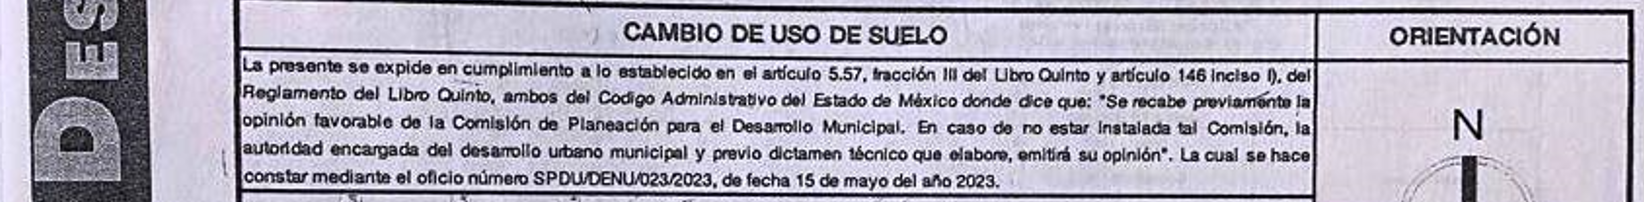 DES
CAMBIO DE USO DE SUELO
ORIENTACIÓN
La presente se expide en cumplimiento a lo establecido en el artículo 5.57, fracción III del Libro Quinto y artículo 146 inciso I), del
Reglamento del Libro Quinto, ambos del Codigo Administrativo del Estado de México donde dice que: "Se recabe previamente la
opinión favorable de la Comisión de Planeación para el Desarrollo Municipal. En caso de no estar instalada tal Comisión, la
autoridad encargada del desarrollo urbano municipal y previo dictamen técnico que elabore, emitirá su opinión". La cual se hace
constar mediante el oficio número SPDU/DENU/023/2023, de fecha 15 de mayo del año 2023.
N